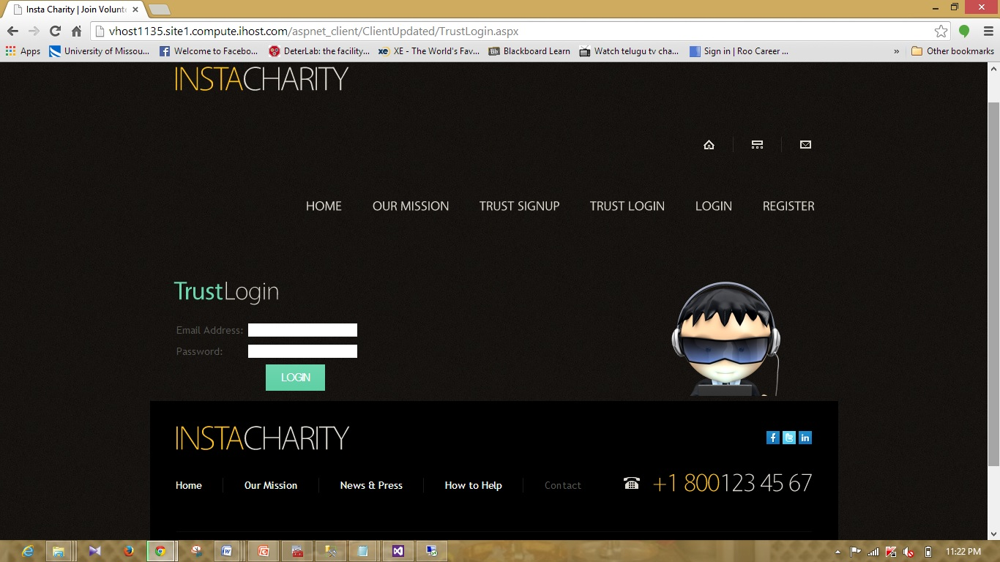 Insta Charity | Join Volunte
vhost1135.site1.compute.ihost.com/aspnet_client/ClientUpdated/TrustLogin.aspx
Apps University of Missou... Welcome to Facebo... DeterLab: the facility... XE - The World's Fav... Bb Blackboard Learn Watch telugu tv cha... Sign in | Roo Career ... » Other bookmarks
INSTACHARITY
HOME OUR MISSION TRUST SIGNUP TRUST LOGIN LOGIN REGISTER
TrustLogin
Email Address:
Password:
LOGIN
INSTACHARITY
Home Our Mission News & Press How to Help Contact
+1 800123 45 67
11:22 PM